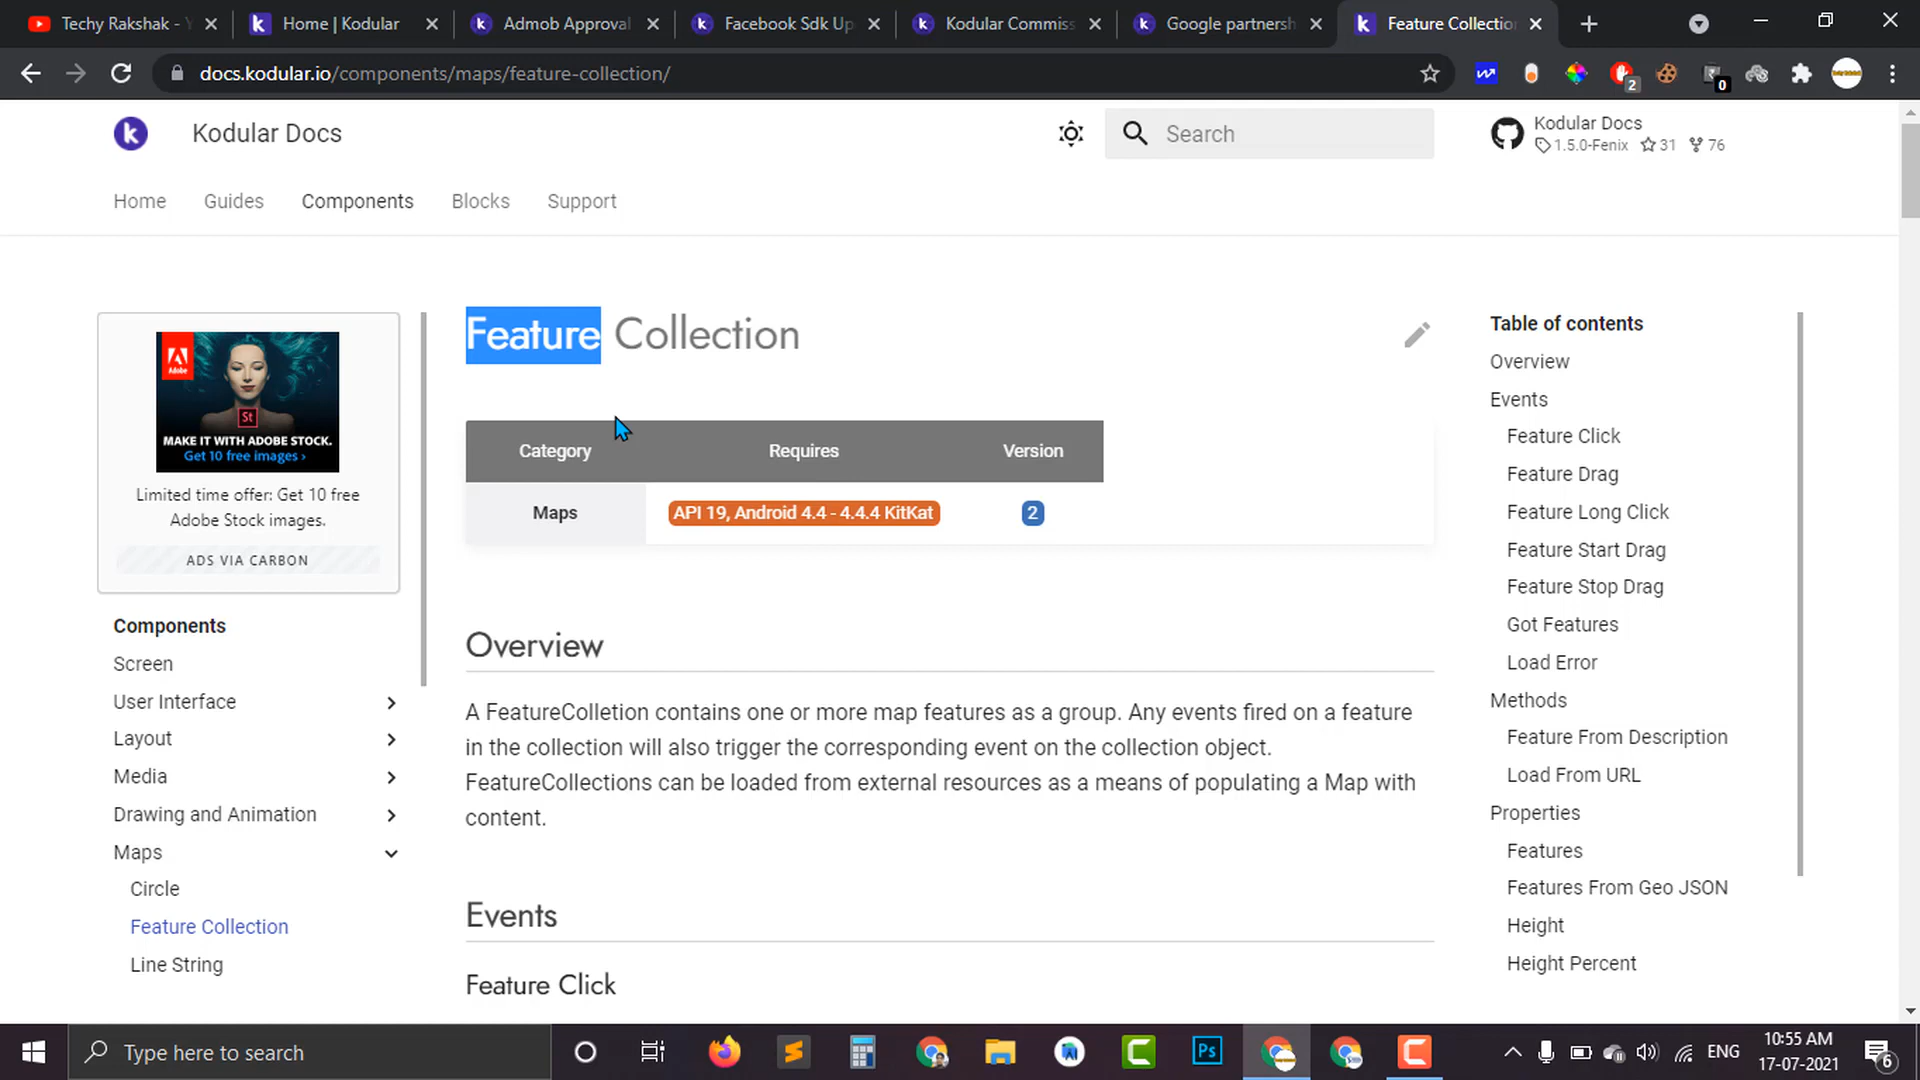 Techy Rakshak - Y
Home | Kodular
Admob Approval
Facebook Sdk Up
Kodular Commiss
Google partnersh
Feature Collectio
docs.kodular.io/components/maps/feature-collection/
2
0
Kodular Docs
Search
Kodular Docs
1.5.0-Fenix 31 76
Home Guides Components Blocks Support
Adobe
St
MAKE IT WITH ADOBE STOCK.
Get 10 free images ›
Limited time offer: Get 10 free
Adobe Stock images.
ADS VIA CARBON
Components
Screen
User Interface
Layout
Media
Drawing and Animation
Maps
Circle
Feature Collection
Line String
Feature Collection
Category Requires Version
Maps API 19, Android 4.4 - 4.4.4 KitKat 2
Overview
A FeatureColletion contains one or more map features as a group. Any events fired on a feature
in the collection will also trigger the corresponding event on the collection object.
FeatureCollections can be loaded from external resources as a means of populating a Map with
content.
Events
Feature Click
Table of contents
Overview
Events
Feature Click
Feature Drag
Feature Long Click
Feature Start Drag
Feature Stop Drag
Got Features
Load Error
Methods
Feature From Description
Load From URL
Properties
Features
Features From Geo JSON
Height
Height Percent
Type here to search
Ps
ENG
10:55 AM
17-07-2021
6